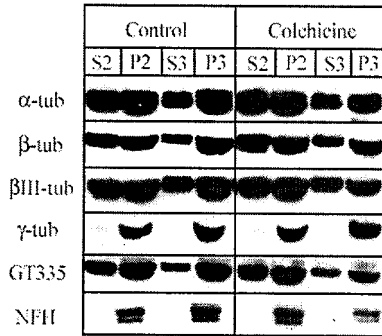 Control Colchicine
S2 P2 S3 P3 S2 P2 S3 P3
α-tub
β-tub
βIII-tub
γ-tub
GT335
NFH